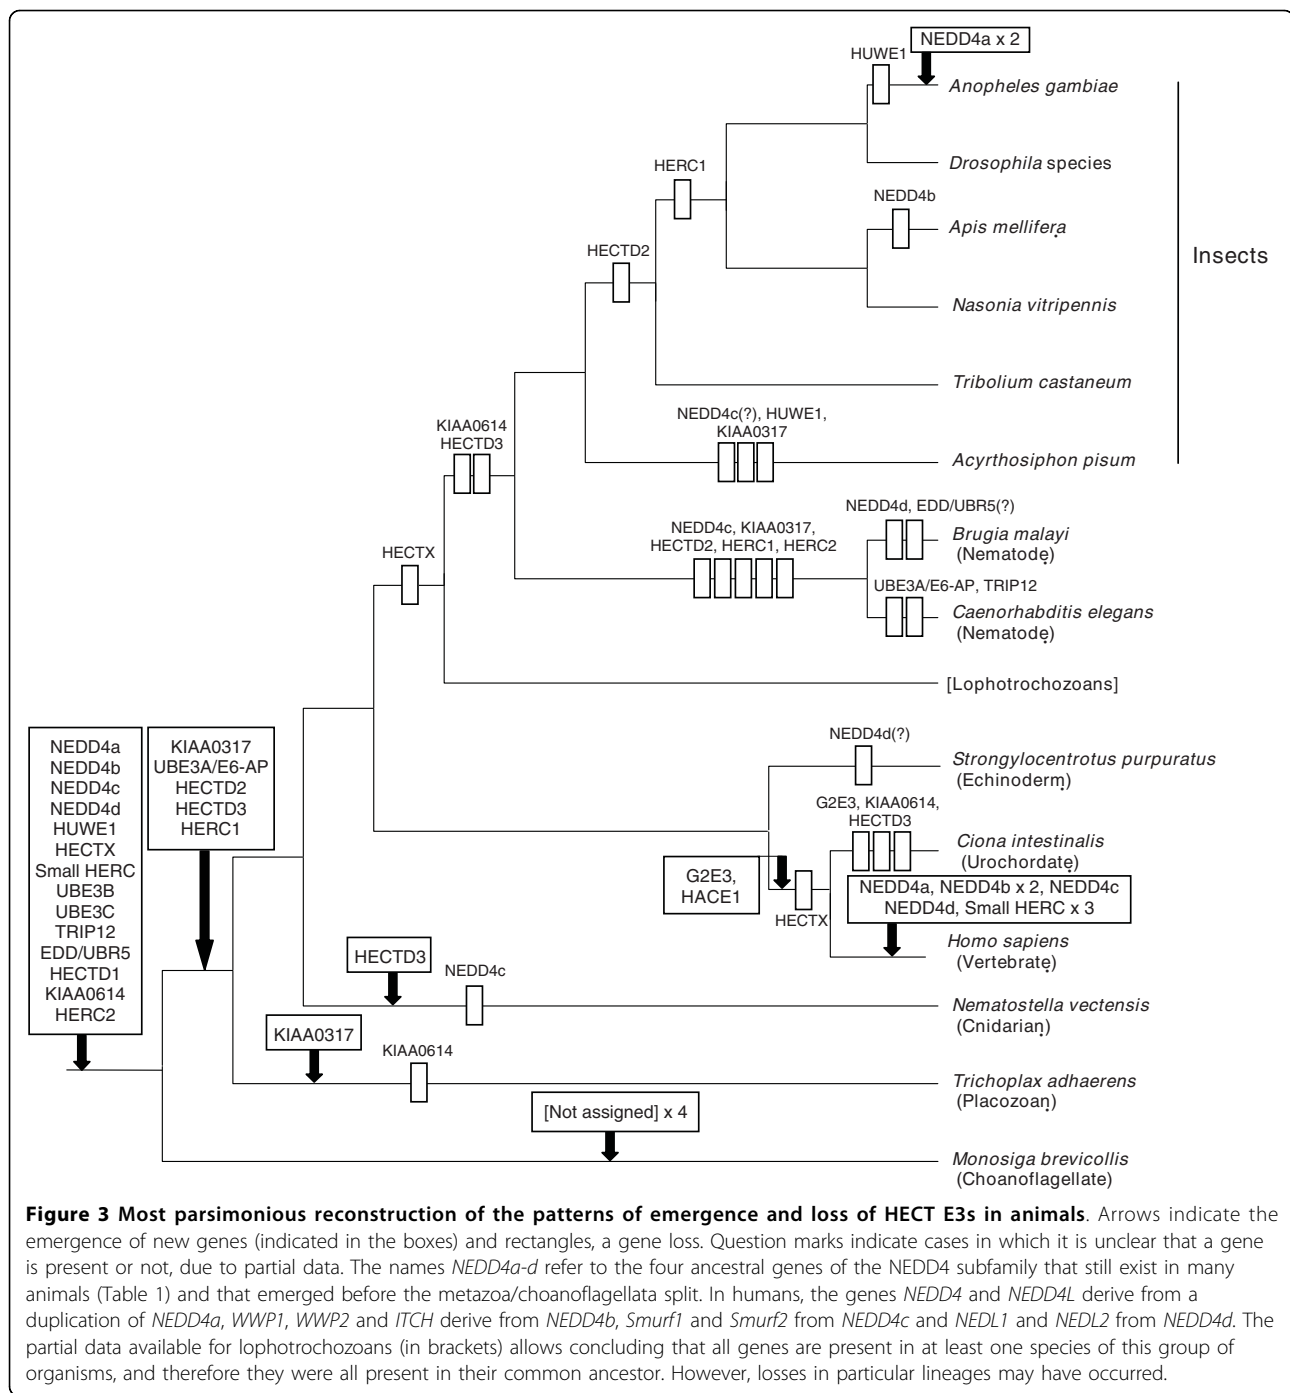 NEDD4a x 2
HUWE1
Anopheles gambiae
Drosophila species
HERC1
NEDD4b
Apis mellifera
Insects
HECTD2
Nasonia vitripennis
Tribolium castaneum
NEDD4c(?), HUWE1,
KIAA0317
KIAA0614
HECTD3
Acyrthosiphon pisum
NEDD4d, EDD/UBR5(?)
NEDD4c, KIAA0317,
HECTD2, HERC1, HERC2
Brugia malayi
(Nematode)
HECTX
UBE3A/E6-AP, TRIP12
Caenorhabditis elegans
(Nematode)
[Lophotrochozoans]
NEDD4a
NEDD4b
NEDD4c
NEDD4d
HUWE1
HECTX
Small HERC
UBE3B
UBE3C
TRIP12
EDD/UBR5
HECTD1
KIAA0614
HERC2
KIAA0317
UBE3A/E6-AP
HECTD2
HECTD3
HERC1
NEDD4d(?)
Strongylocentrotus purpuratus
(Echinoderm)
G2E3, KIAA0614,
HECTD3
Ciona intestinalis
(Urochordate)
G2E3,
HACE1
HECTX
NEDD4a, NEDD4b x 2, NEDD4c
NEDD4d, Small HERC x 3
Homo sapiens
(Vertebrate)
HECTD3
NEDD4c
Nematostella vectensis
(Cnidarian)
KIAA0317
KIAA0614
Trichoplax adhaerens
(Placozoan)
[Not assigned] x 4
Monosiga brevicollis
(Choanoflagellate)
Figure 3 Most parsimonious reconstruction of the patterns of emergence and loss of HECT E3s in animals. Arrows indicate the
emergence of new genes (indicated in the boxes) and rectangles, a gene loss. Question marks indicate cases in which it is unclear that a gene
is present or not, due to partial data. The names NEDD4a-d refer to the four ancestral genes of the NEDD4 subfamily that still exist in many
animals (Table 1) and that emerged before the metazoa/choanoflagellata split. In humans, the genes NEDD4 and NEDD4L derive from a
duplication of NEDD4a, WWP1, WWP2 and ITCH derive from NEDD4b, Smurf1 and Smurf2 from NEDD4c and NEDL1 and NEDL2 from NEDD4d. The
partial data available for lophotrochozoans (in brackets) allows concluding that all genes are present in at least one species of this group of
organisms, and therefore they were all present in their common ancestor. However, losses in particular lineages may have occurred.